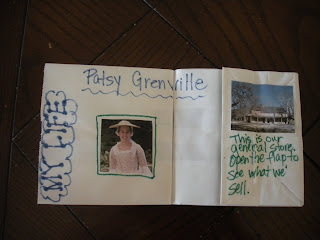 MY LIFE
Patsy Grenville
This is our
general store.
Open the flap to
see what we
sell.